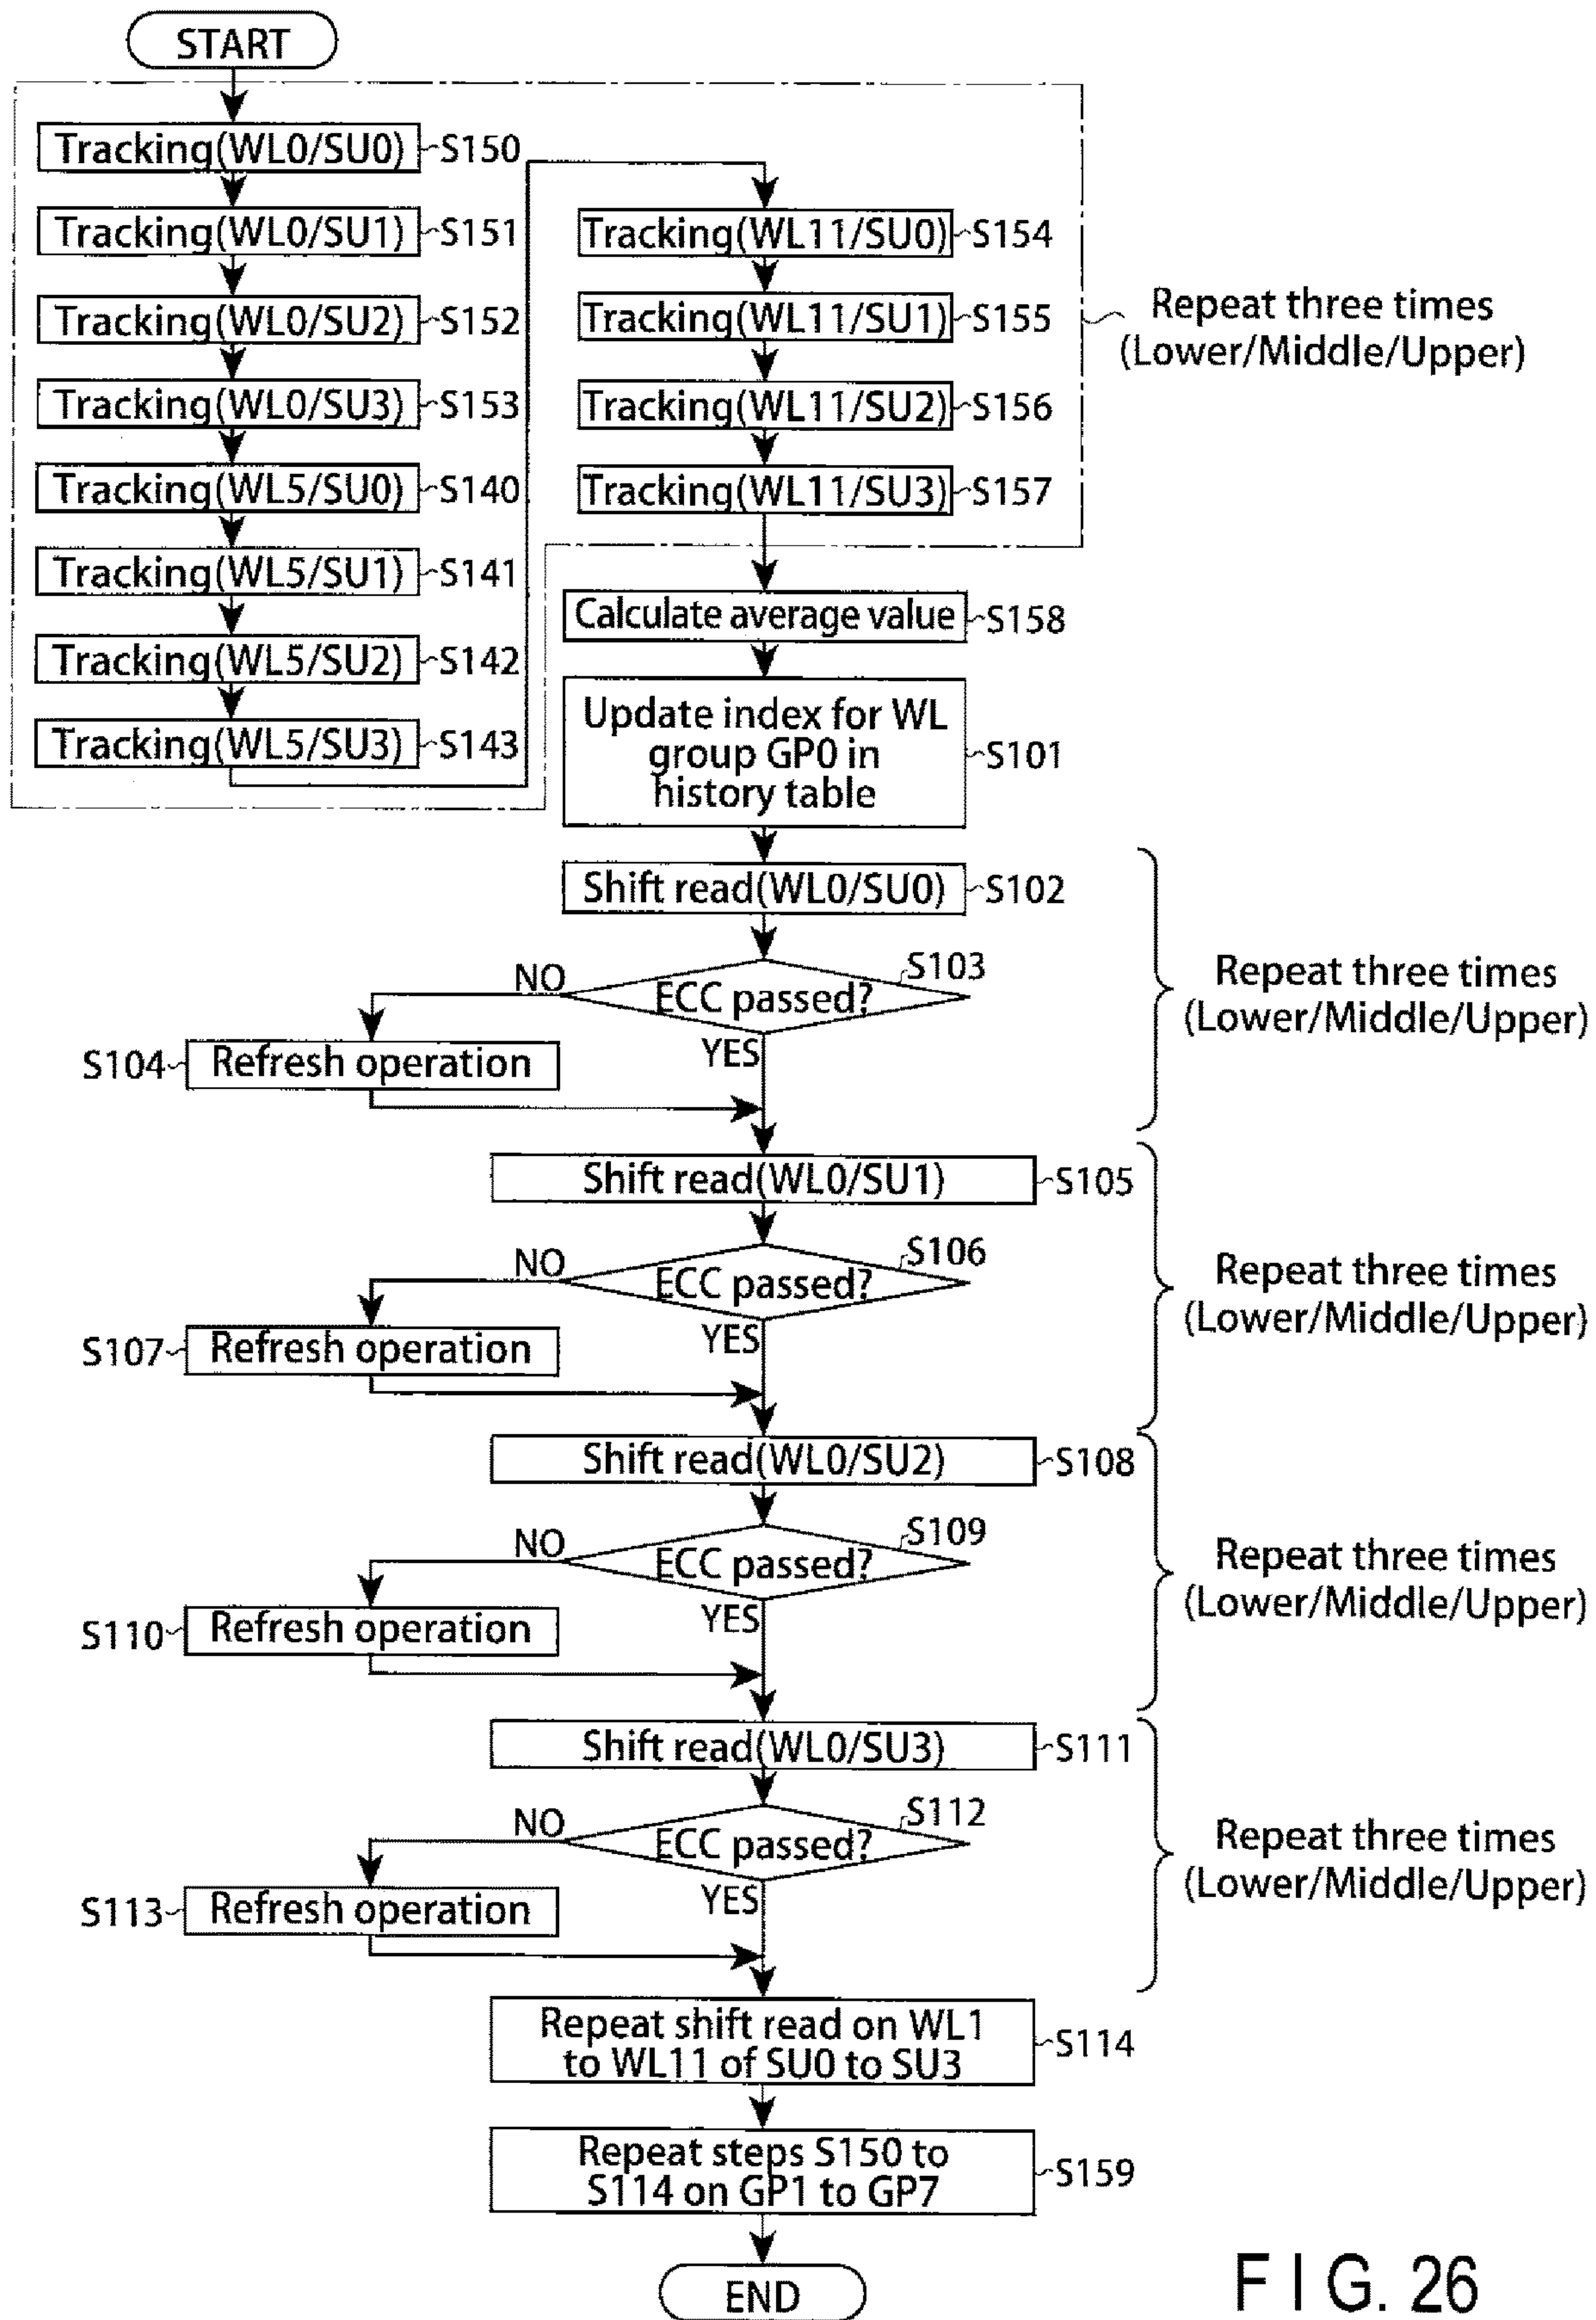 START
Tracking(WL0/SU0)
S150
Tracking(WL0/SU1)
S151
Tracking(WL0/SU2)
S152
Tracking(WL0/SU3)
S153
Tracking(WL5/SU0)
S140
Tracking(WL5/SU1)
S141
Tracking(WL5/SU2)
S142
Tracking(WL5/SU3)
S143
Tracking(WL11/SU0)
S154
Tracking(WL11/SU1)
S155
Tracking(WL11/SU2)
S156
Tracking(WL11/SU3)
S157
Repeat three times
(Lower/Middle/Upper)
Calculate average value
S158
Update index for WL
group GP0 in
history table
S101
Shift read(WL0/SU0)
S102
ECC passed?
S103
NO
YES
S104
Refresh operation
Repeat three times
(Lower/Middle/Upper)
Shift read(WL0/SU1)
S105
ECC passed?
S106
NO
YES
S107
Refresh operation
Repeat three times
(Lower/Middle/Upper)
Shift read(WL0/SU2)
S108
ECC passed?
S109
NO
YES
S110
Refresh operation
Repeat three times
(Lower/Middle/Upper)
Shift read(WL0/SU3)
S111
ECC passed?
S112
NO
YES
S113
Refresh operation
Repeat three times
(Lower/Middle/Upper)
Repeat shift read on WL1
to WL11 of SU0 to SU3
S114
Repeat steps S150 to
S114 on GP1 to GP7
S159
END
FIG. 26